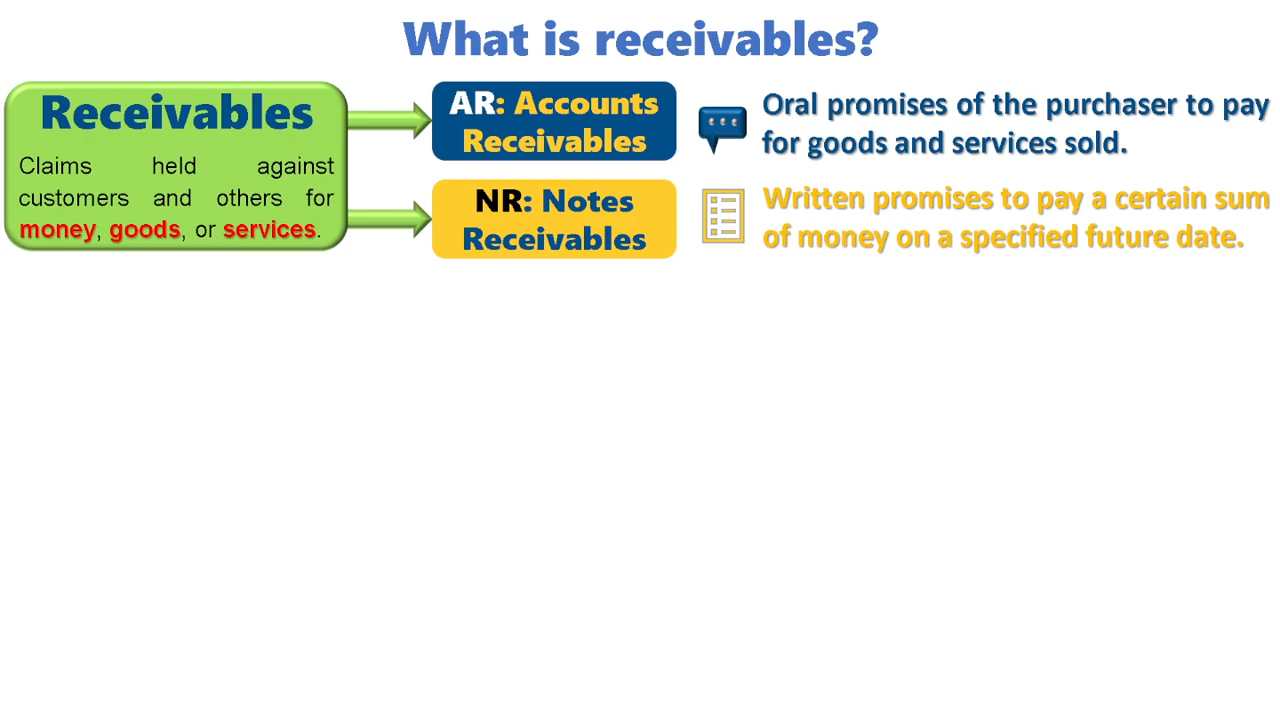 What is receivables?
Receivables
Claims held against
customers and others for
money, goods, or services.
AR: Accounts
Receivables
Oral promises of the purchaser to pay
for goods and services sold.
NR: Notes
Receivables
Written promises to pay a certain sum
of money on a specified future date.